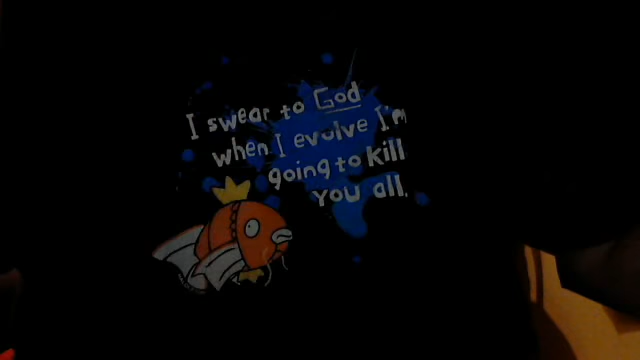 I swear to God
when I evolve I'm
going to kill
you all.